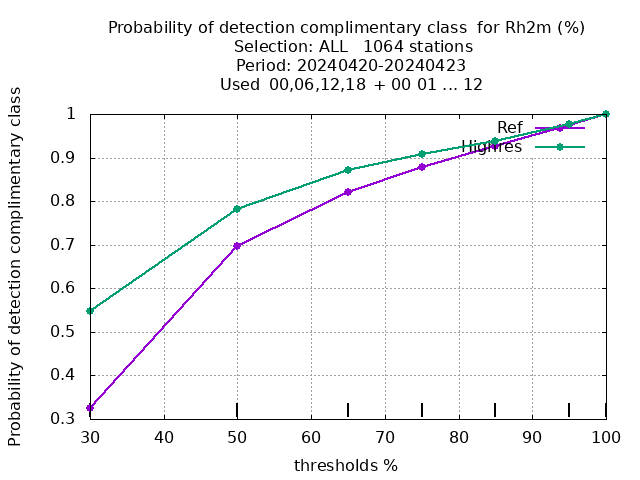 Probability of detection complimentary class  for Rh2m (%)
Selection: ALL   1064 stations
Period: 20240420-20240423
Used  00,06,12,18  + 00 01 ... 12
Probability of detection complimentary class
1
0.9
0.8
0.7
0.6
0.5
0.4
0.3
Ref
Highres
30 40 50 60 70 80 90 100
thresholds %